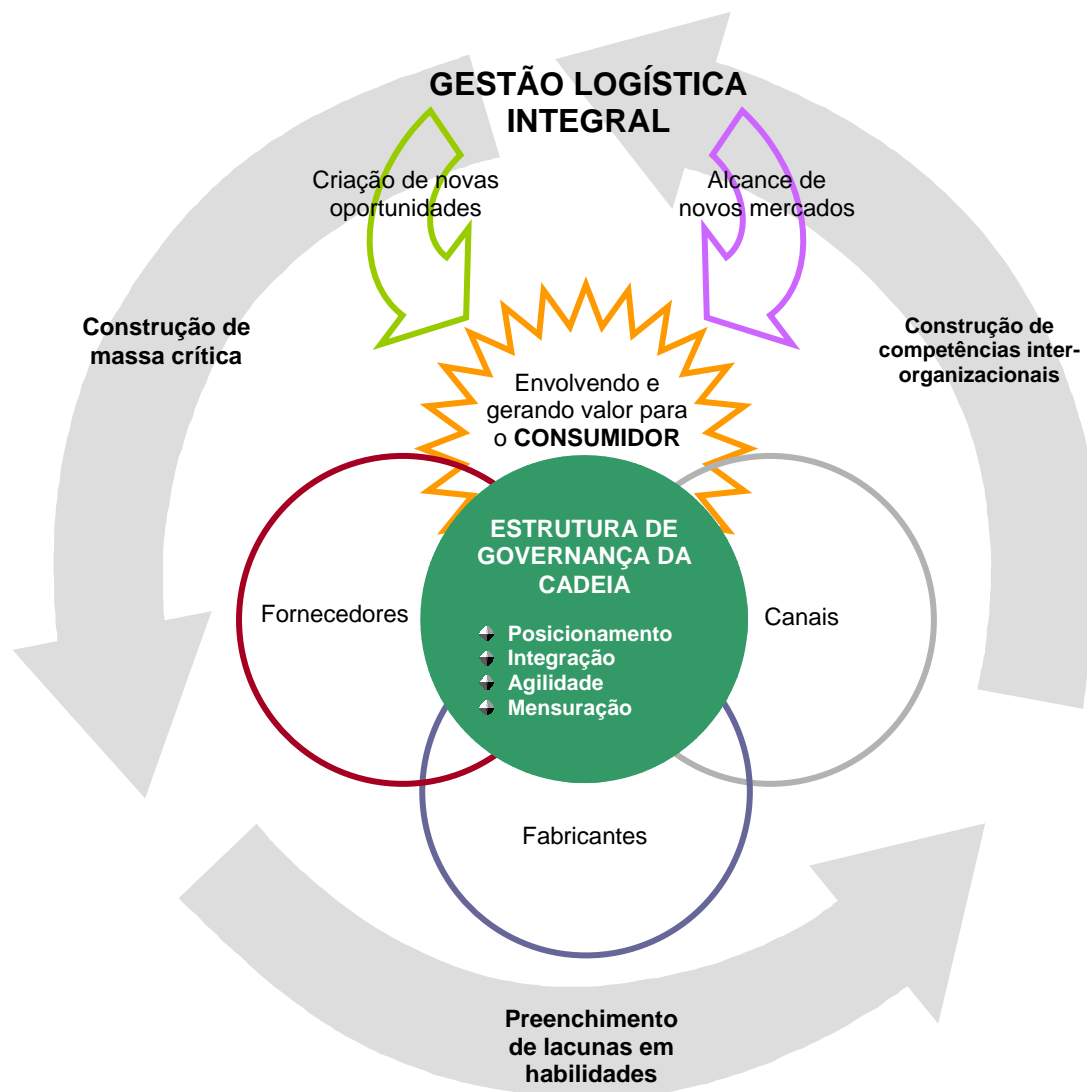 GESTÃO LOGÍSTICA
INTEGRAL
Criação de novas
oportunidades
Alcance de
novos mercados
Construção de
massa crítica
Construção de
competências inter-
organizacionais
Envolvendo e
gerando valor para
o CONSUMIDOR
ESTRUTURA DE
GOVERNANÇA DA
CADEIA
Fornecedores
Canais
Posicionamento
Integração
Agilidade
Mensuração
Fabricantes
Preenchimento
de lacunas em
habilidades